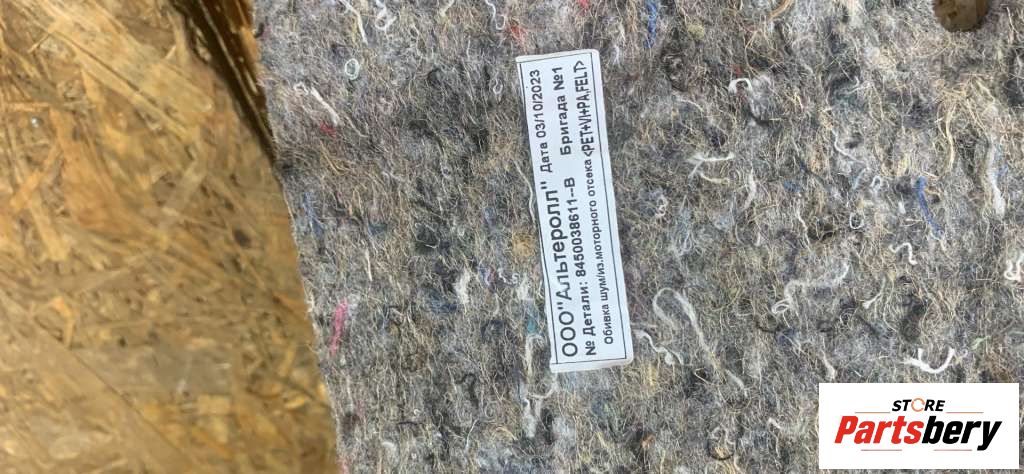 ООО"Альтеролл" Дата 03/10/2023
№ Детали: 8450038611--В Бригада №1
Обивка шум/из.моторного отсека <PET+VI+PA,FELT>
STORE
Partsbery